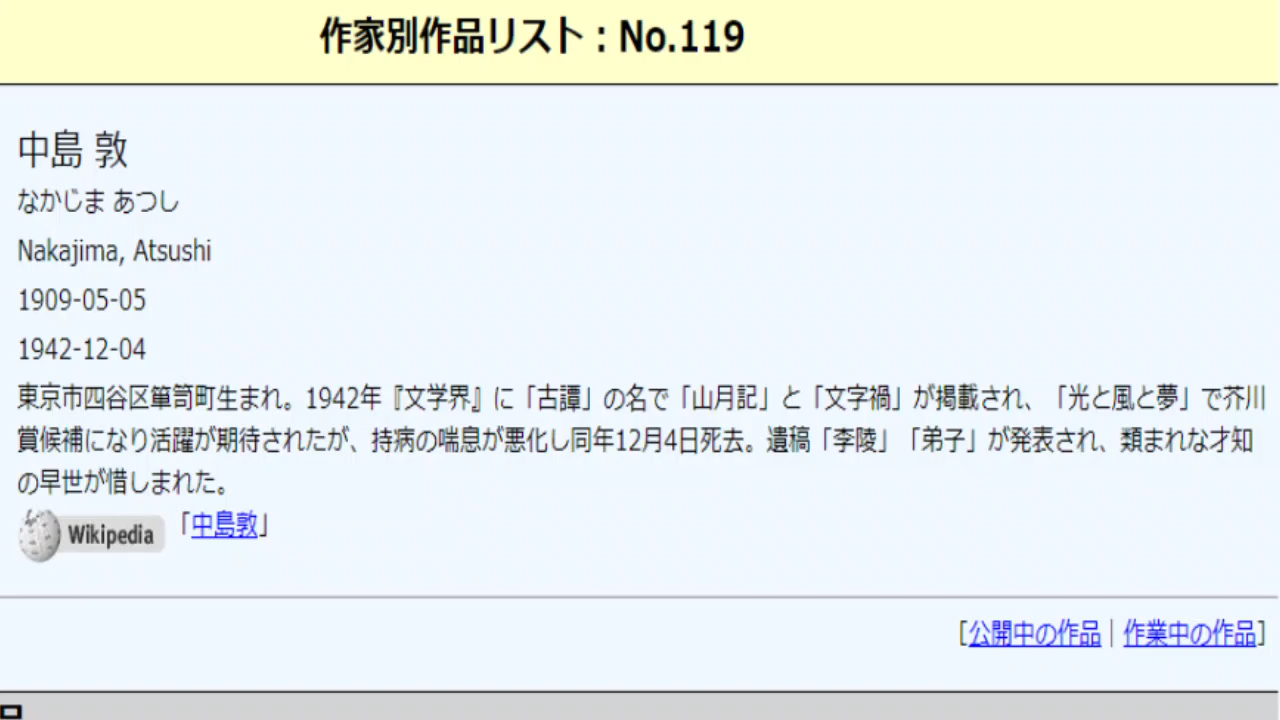 作家別作品リスト：No.119
中島 敦
なかじま あつし
Nakajima, Atsushi
1909-05-05
1942-12-04
東京市四谷区箪笥町生まれ。1942年『文学界』に「古譚」の名で「山月記」と「文字禍」が掲載され、「光と風と夢」で芥川
賞候補になり活躍が期待されたが、持病の喘息が悪化し同年12月4日死去。遺稿「李陵」「弟子」が発表され、類まれな才知
の早世が惜しまれた。
Wikipedia 「中島敦」
[公開中の作品｜作業中の作品]